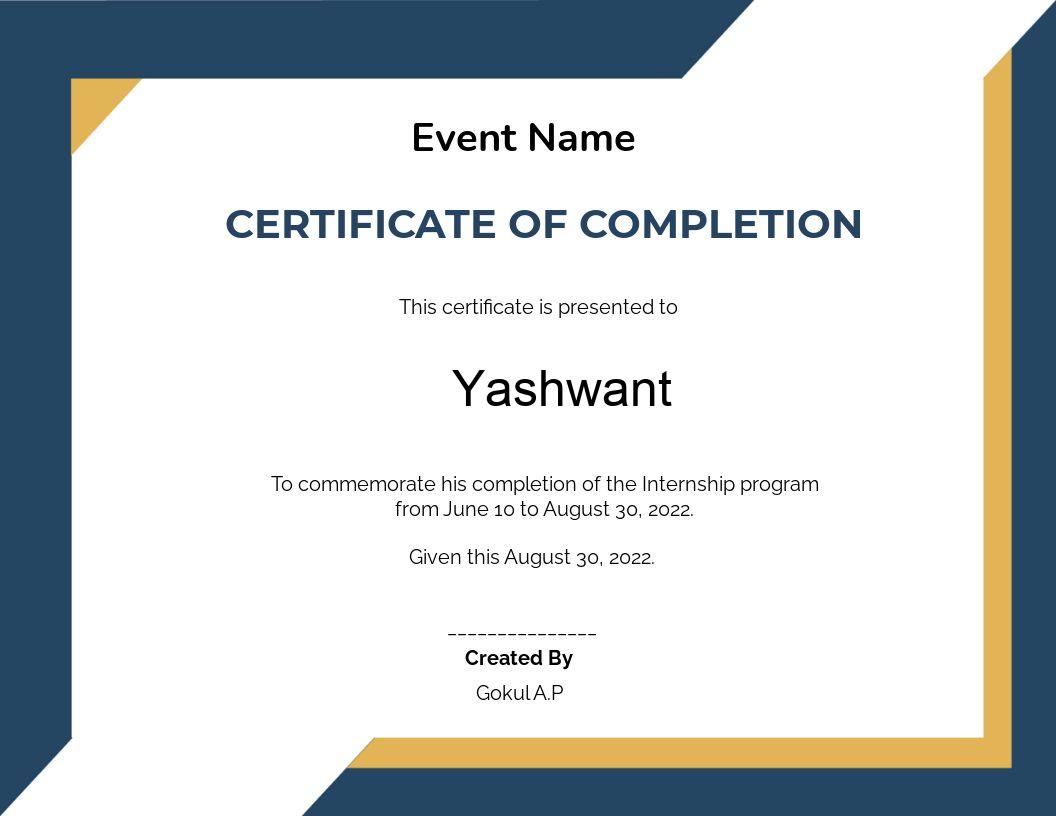 Event Name
CERTIFICATE OF COMPLETION
This certificate is presented to
Yashwant
To commemorate his completion of the Internship program
from June 10 to August 30, 2022.
Given this August 30, 2022.
_______________
Created By
Gokul A.P